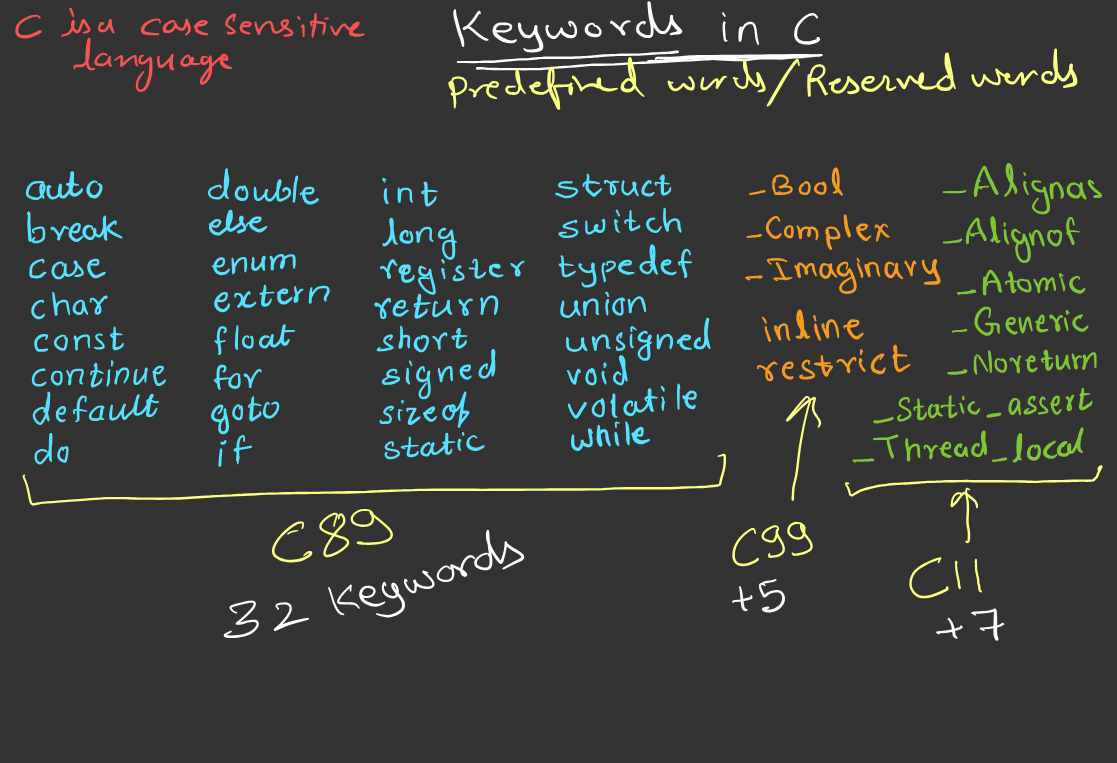 C is a case sensitive
language
Keywords in C
Predefined words/Reserved words
auto
break
case
char
const
continue
default
do
double
else
enum
extern
float
for
goto
if
int
long
register
return
short
signed
sizeof
static
struct
switch
typedef
union
unsigned
void
volatile
while
_Bool
_Complex
_Imaginary
inline
restrict
_Alignas
_Alignof
_Atomic
_Generic
_Noreturn
_Static_assert
_Thread_local
C89
32 Keywords
C99
+5
C11
+7